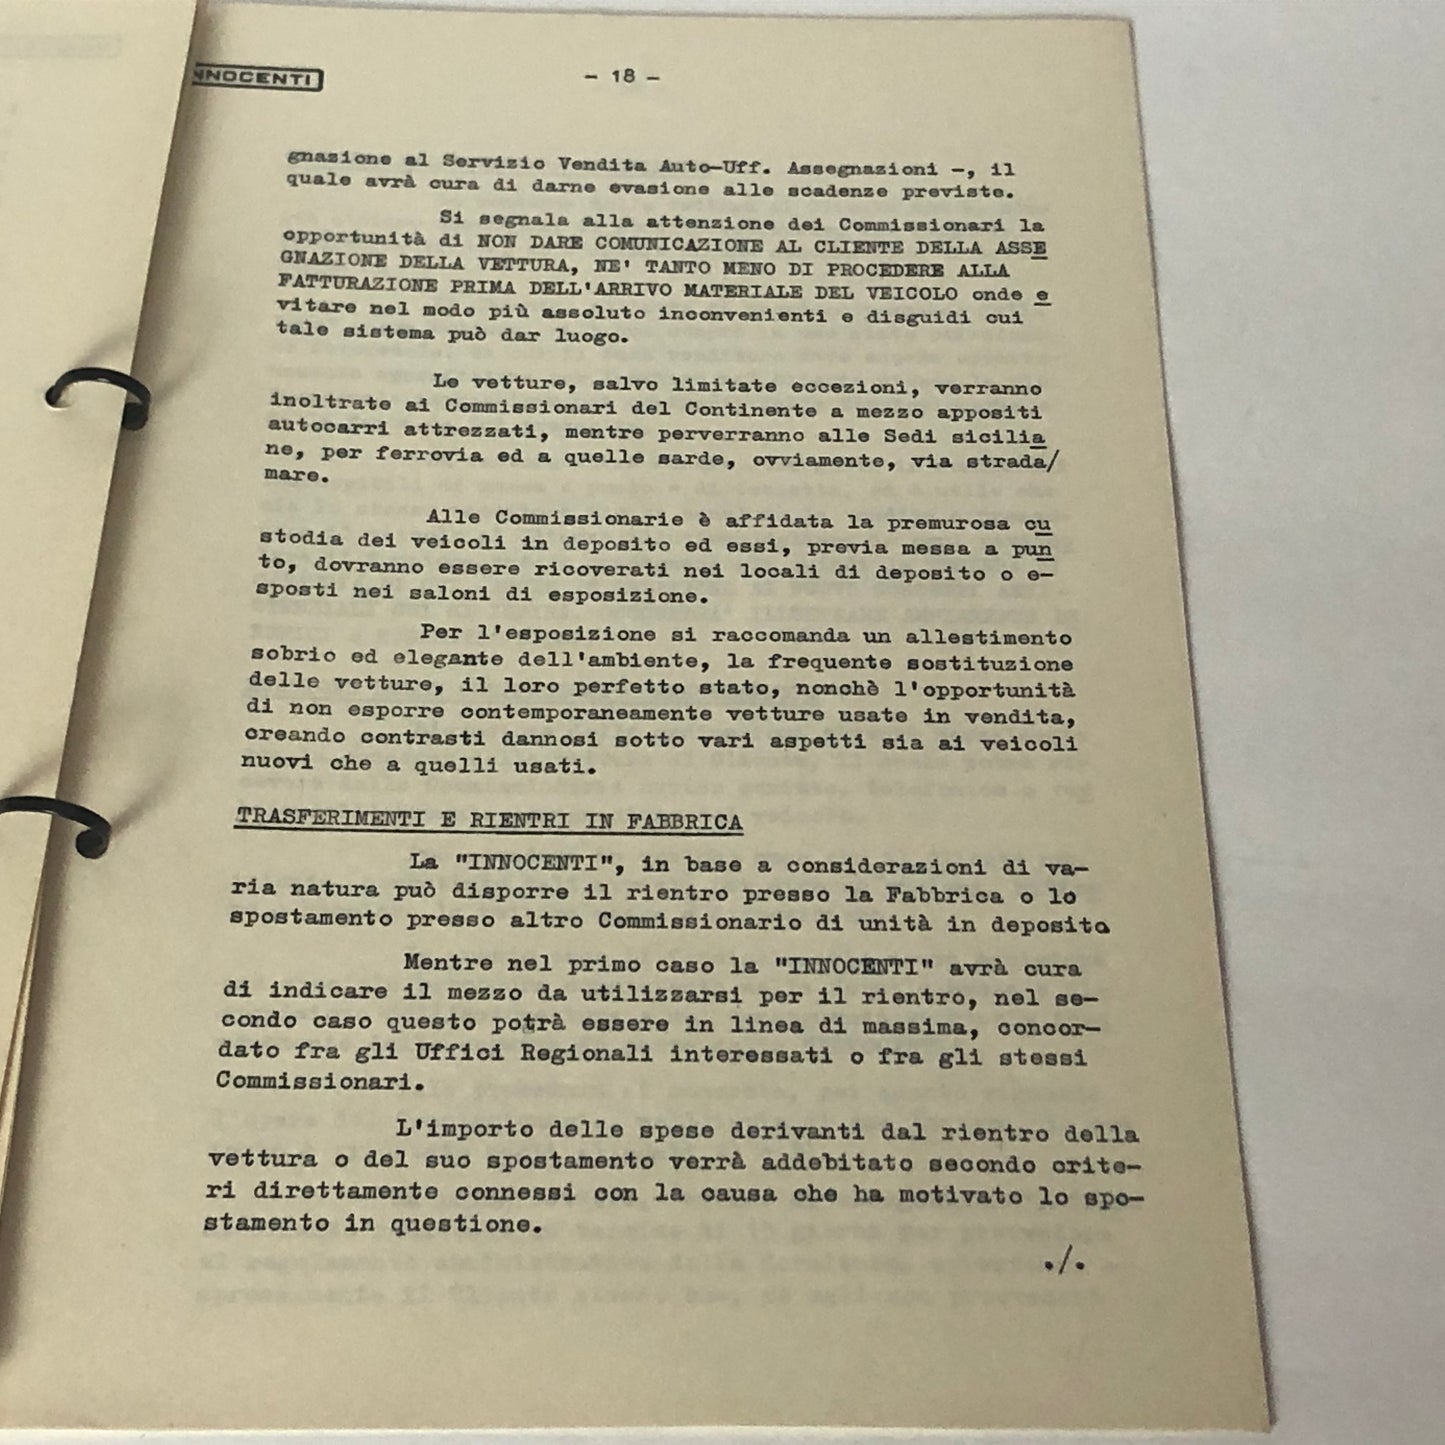 NNOCENTI
- 18 -
gnazione al Servizio Vendita Auto-Uff. Assegnazioni -, il
quale avrà cura di darne evasione alle scadenze previste.
Si segnala alla attenzione dei Commissionari la
opportunità di NON DARE COMUNICAZIONE AL CLIENTE DELLA ASSE
GNAZIONE DELLA VETTURA, NE' TANTO MENO DI PROCEDERE ALLA
FATTURAZIONE PRIMA DELL'ARRIVO MATERIALE DEL VEICOLO onde e
vitare nel modo più assoluto inconvenienti e disguidi cui
tale sistema può dar luogo.
Le vetture, salvo limitate eccezioni, verranno
inoltrate ai Commissionari del Continente a mezzo appositi
autocarri attrezzati, mentre perverranno alle Sedi sicilia
ne, per ferrovia ed a quelle sarde, ovviamente, via strada/
mare.
Alle Commissionarie è affidata la premurosa cu
stodia dei veicoli in deposito ed essi, previa messa a pun
to, dovranno essere ricoverati nei locali di deposito o e-
sposti nei saloni di esposizione.
Per l'esposizione si raccomanda un allestimento
sobrio ed elegante dell'ambiente, la frequente sostituzione
delle vetture, il loro perfetto stato, nonchè l'opportunità
di non esporre contemporaneamente vetture usate in vendita,
creando contrasti dannosi sotto vari aspetti sia ai veicoli
nuovi che a quelli usati.
TRASFERIMENTI E RIENTRI IN FABBRICA
La "INNOCENTI", in base a considerazioni di va-
ria natura può disporre il rientro presso la Fabbrica o lo
spostamento presso altro Commissionario di unità in deposito
Mentre nel primo caso la "INNOCENTI" avrà cura
di indicare il mezzo da utilizzarsi per il rientro, nel se-
condo caso questo potrà essere in linea di massima, concor-
dato fra gli Uffici Regionali interessati o fra gli stessi
Commissionari.
L'importo delle spese derivanti dal rientro della
vettura o del suo spostamento verrà addebitato secondo crite-
ri direttamente connessi con la causa che ha motivato lo spo-
stamento in questione.
./.